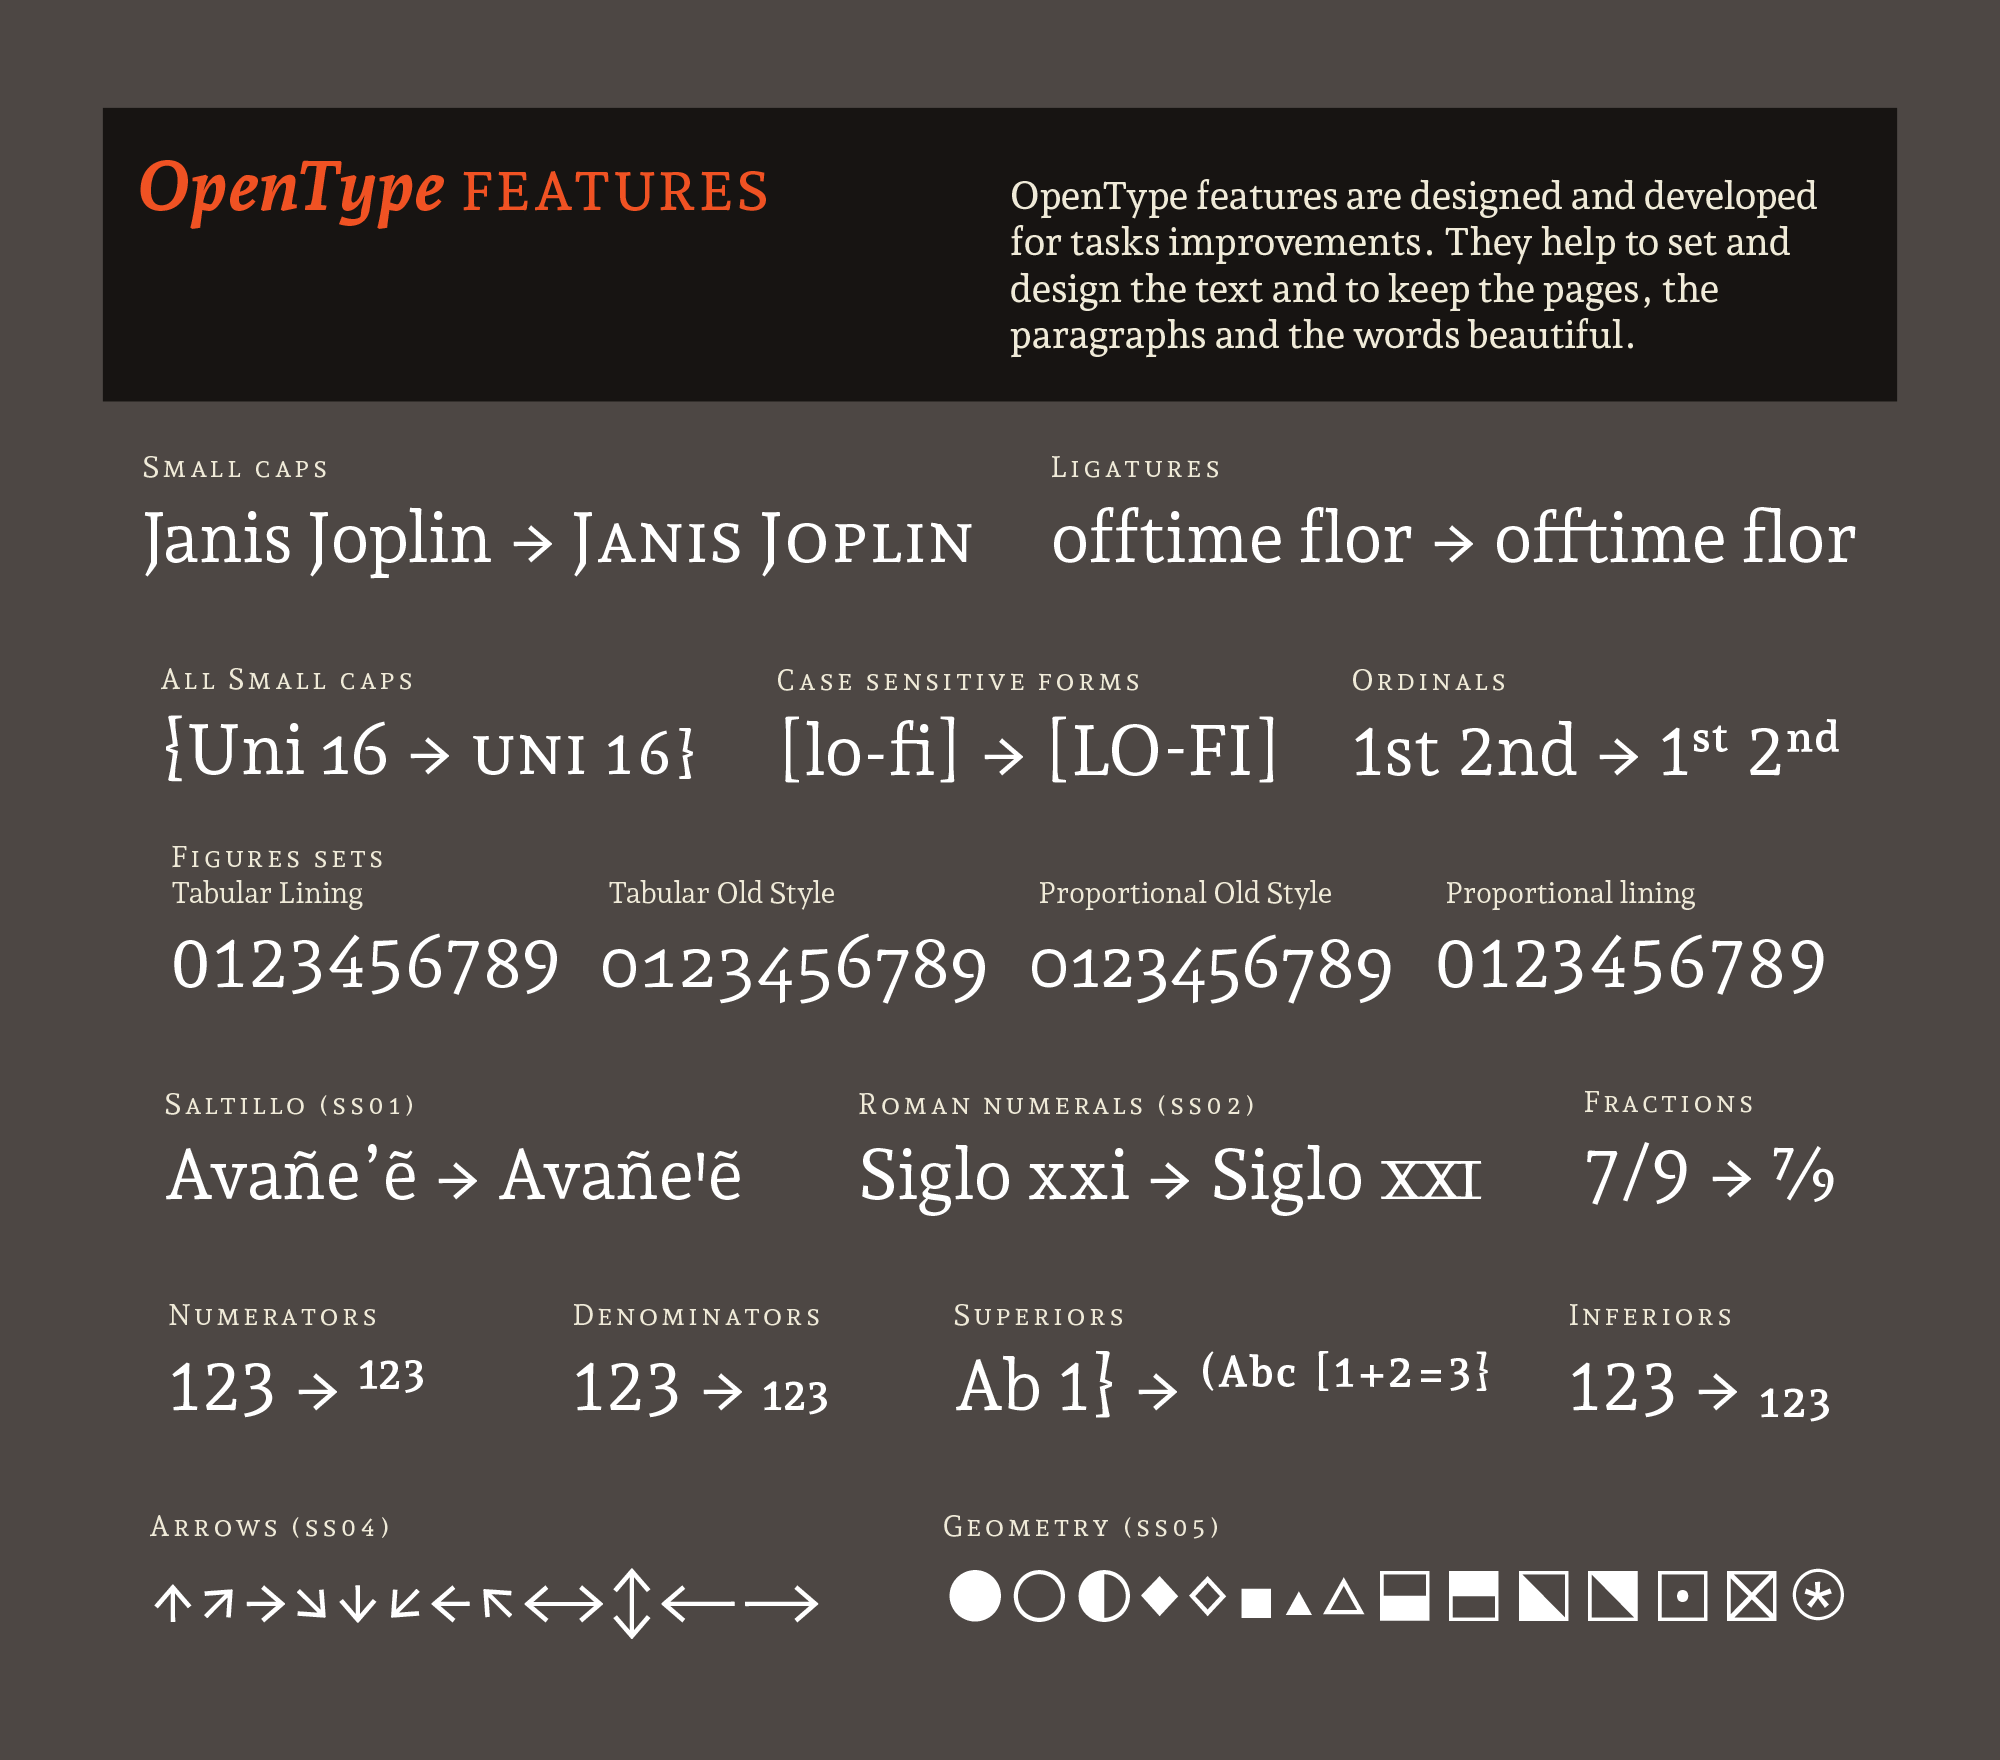 OpenType FEATURES
OpenType features are designed and developed
for tasks improvements. They help to set and
design the text and to keep the pages, the
paragraphs and the words beautiful.
Small caps
Janis Joplin → Janis Joplin
Ligatures
offtime flor → offtime flor
All Small caps
{Uni 16 → uni 16}
Case sensitive forms
[lo-fi] → [LO-FI]
Ordinals
1st 2nd → 1ˢᵗ 2ⁿᵈ
Figures sets
Tabular Lining
0123456789
Tabular Old Style
0123456789
Proportional Old Style
0123456789
Proportional lining
0123456789
Saltillo (ss01)
Avañe’ẽ → Avañeꞌẽ
Roman numerals (ss02)
Siglo xxi → Siglo XXI
Fractions
7/9 → ⁷⁄₉
Numerators
123 → ¹²³
Denominators
123 → ₁₂₃
Superiors
Ab 1} → (Abc [1+2=3}
Inferiors
123 → ₁₂₃
Arrows (ss04)
↑ ↗ → ↘ ↓ ↙ ← ↖ ↔ ↕ ⟵ ⟶
Geometry (ss05)
● ○ ◑ ◆ ◇ ■ ▲ △ ⬓ ⬒ ⬕ ⬔ ⊡ ⊠ ⊛